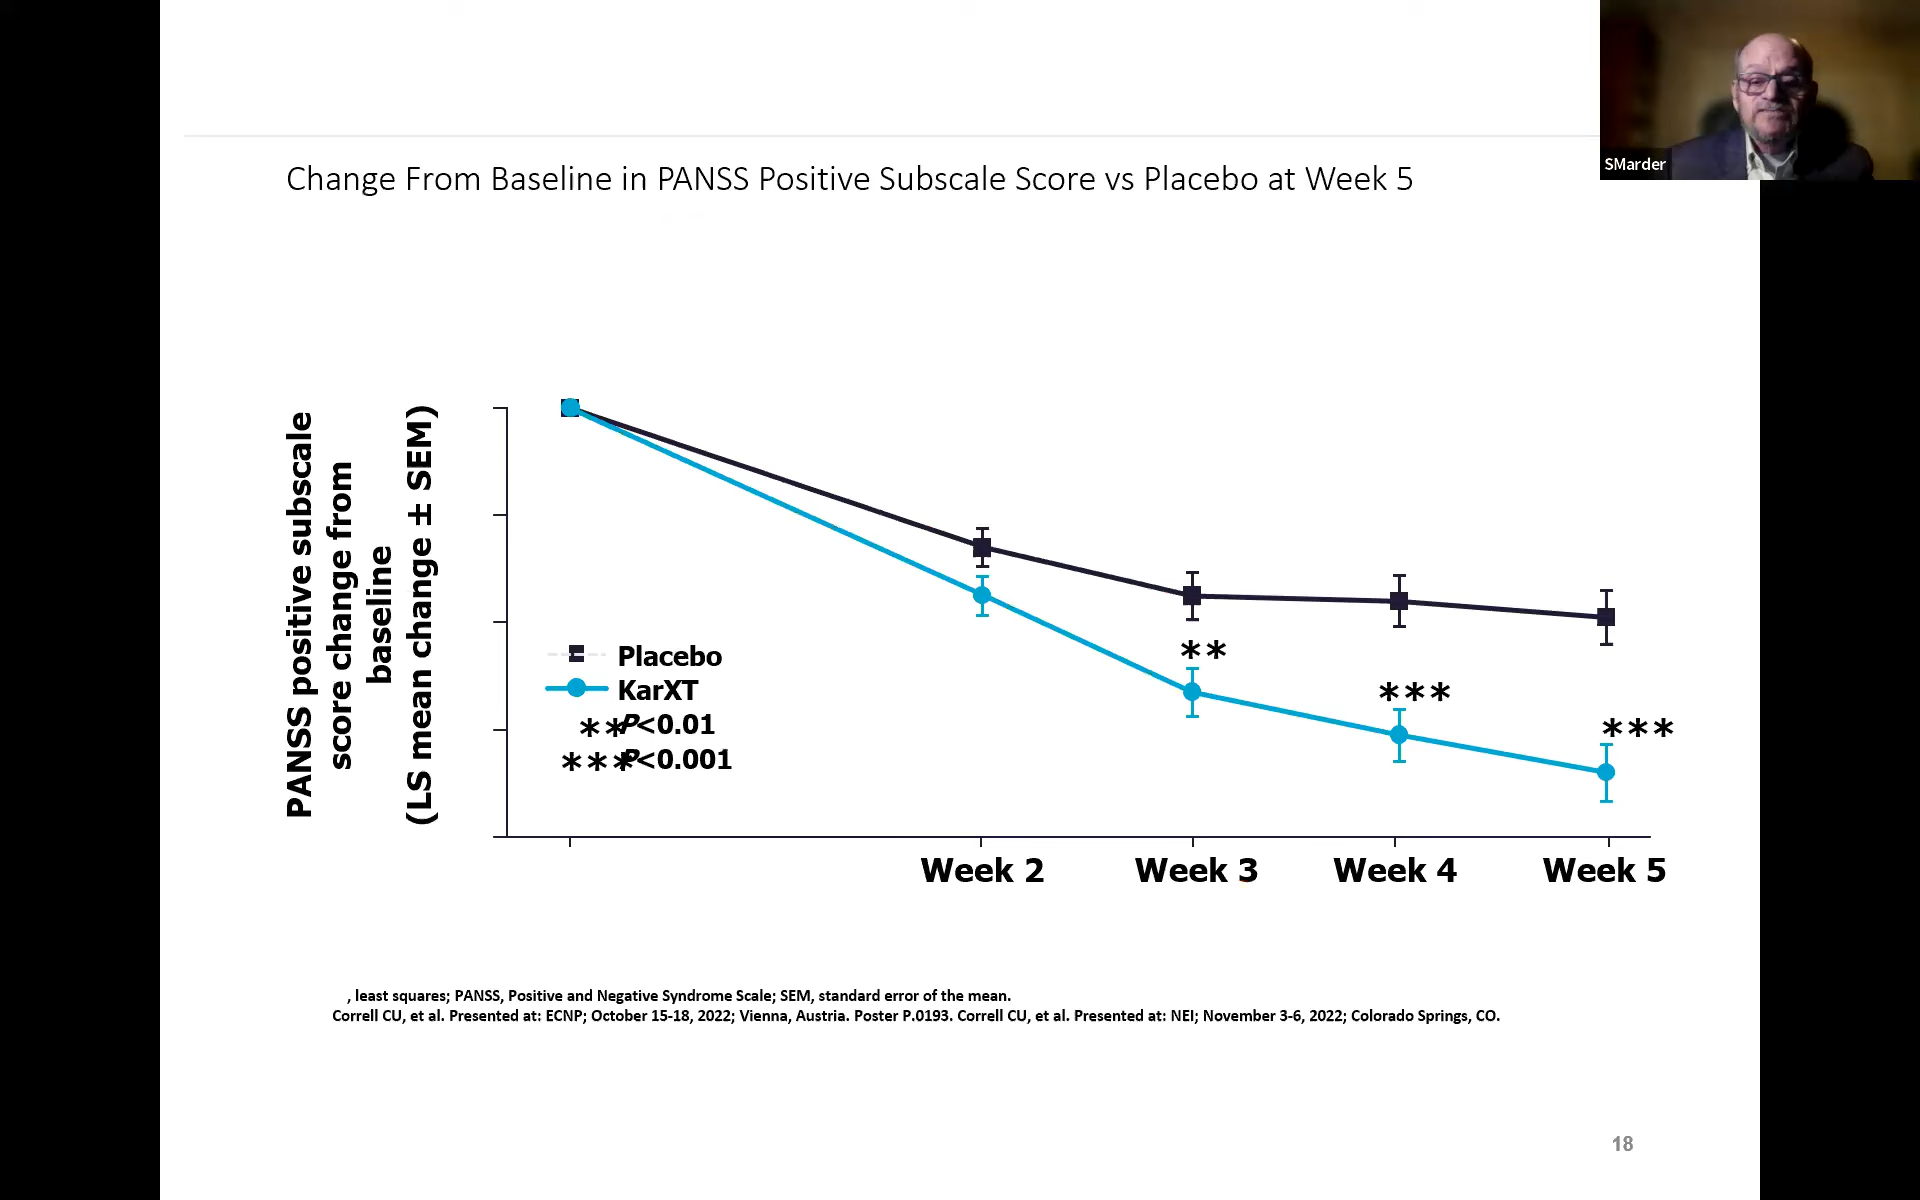 SMarder
Change From Baseline in PANSS Positive Subscale Score vs Placebo at Week 5
PANSS positive subscale
score change from
baseline
(LS mean change ± SEM)
Placebo
KarXT
**P<0.01
***P<0.001
**
***
***
Week 2 Week 3 Week 4 Week 5
, least squares; PANSS, Positive and Negative Syndrome Scale; SEM, standard error of the mean.
Correll CU, et al. Presented at: ECNP; October 15-18, 2022; Vienna, Austria. Poster P.0193. Correll CU, et al. Presented at: NEI; November 3-6, 2022; Colorado Springs, CO.
18